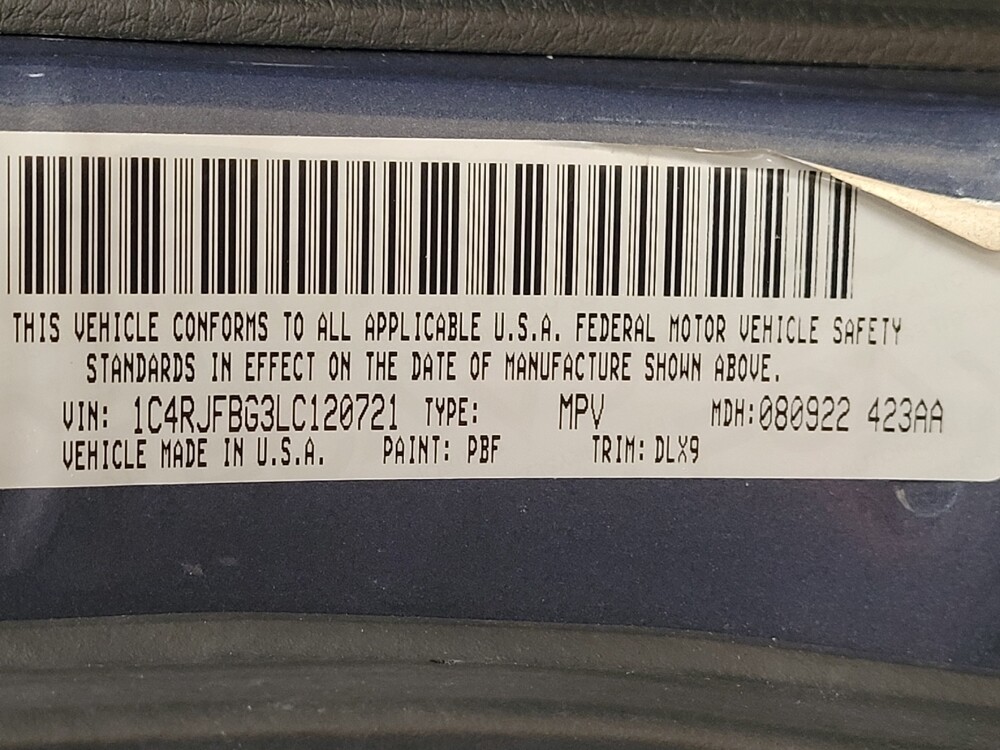 THIS VEHICLE CONFORMS TO ALL APPLICABLE U.S.A. FEDERAL MOTOR VEHICLE SAFETY
STANDARDS IN EFFECT ON THE DATE OF MANUFACTURE SHOWN ABOVE.
VIN: 1C4RJFBG3LC120721 TYPE: MPV MDH:080922 423AA
VEHICLE MADE IN U.S.A. PAINT: PBF TRIM: DLX9